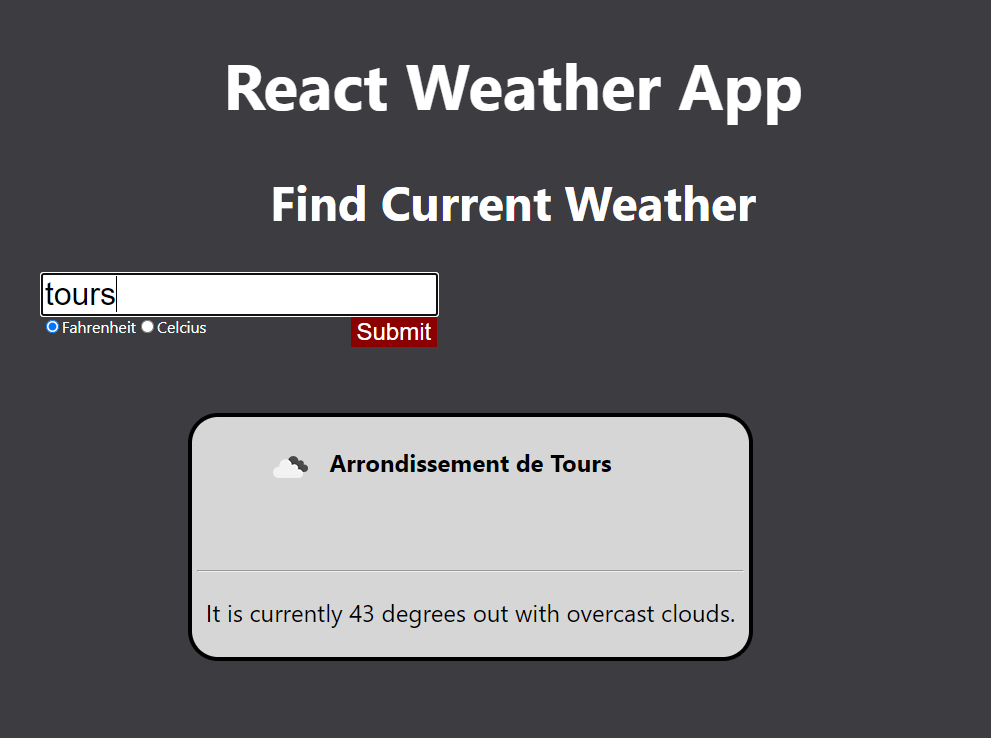 React Weather App
Find Current Weather
tours
Fahrenheit Celcius Submit
Arrondissement de Tours
It is currently 43 degrees out with overcast clouds.